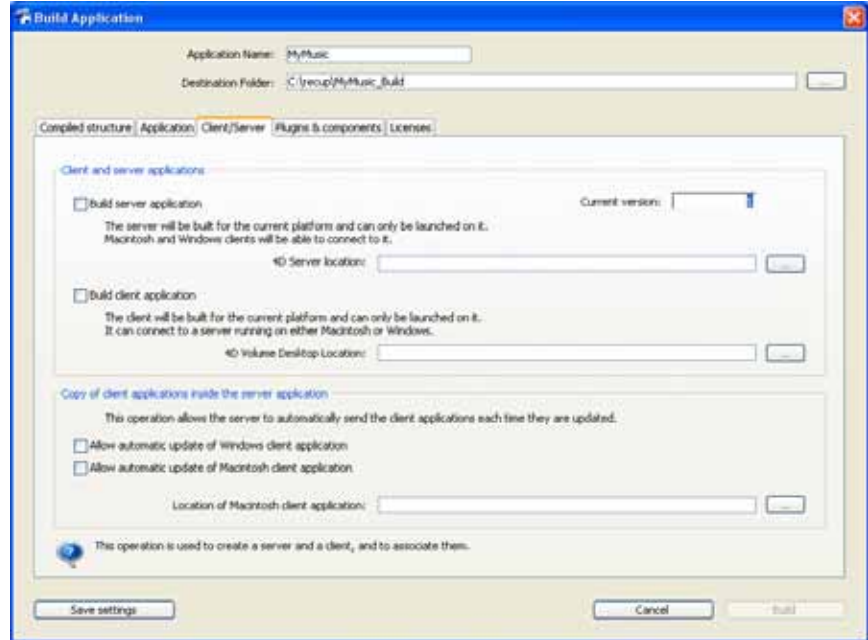 Build Application
Application Name: MyMusic
Destination Folder: C:\recup\MyMusic_Build
...
Compiled structure Application Client/Server Plugins & components Licenses
Client and server applications
Build server application
Current version: 1
The server will be built for the current platform and can only be launched on it.
Macintosh and Windows clients will be able to connect to it.
4D Server location:
...
Build client application
The client will be built for the current platform and can only be launched on it.
It can connect to a server running on either Macintosh or Windows.
4D Volume Desktop Location:
...
Copy of client applications inside the server application
This operation allows the server to automatically send the client applications each time they are updated.
Allow automatic update of Windows client application
Allow automatic update of Macintosh client application
Location of Macintosh client application:
...
This operation is used to create a server and a client, and to associate them.
Save settings Cancel Build